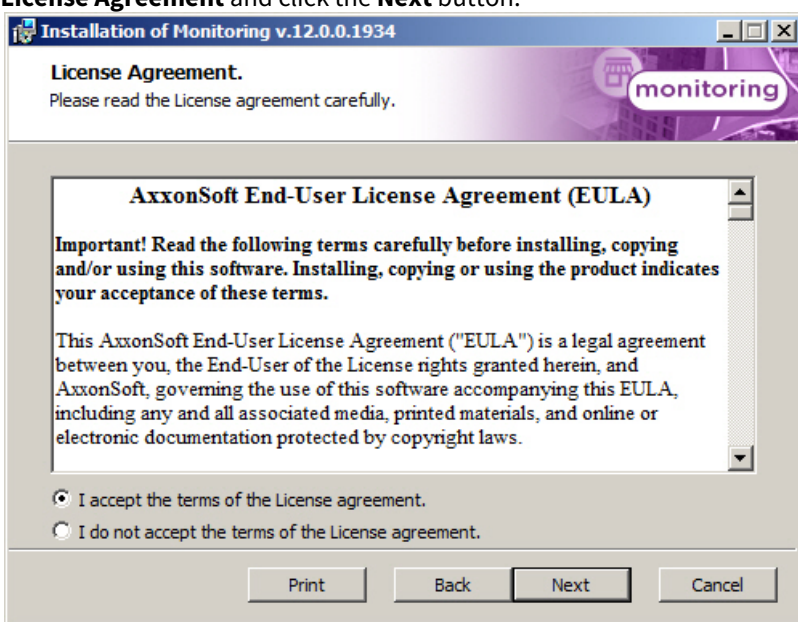 License Agreement and click the Next button.
Installation of Monitoring v.12.0.0.1934
License Agreement.
Please read the License agreement carefully.
monitoring
AxxonSoft End-User License Agreement (EULA)
Important! Read the following terms carefully before installing, copying
and/or using this software. Installing, copying or using the product indicates
your acceptance of these terms.
This AxxonSoft End-User License Agreement ("EULA") is a legal agreement
between you, the End-User of the License rights granted herein, and
AxxonSoft, governing the use of this software accompanying this EULA,
including any and all associated media, printed materials, and online or
electronic documentation protected by copyright laws.
I accept the terms of the License agreement.
I do not accept the terms of the License agreement.
Print Back Next Cancel